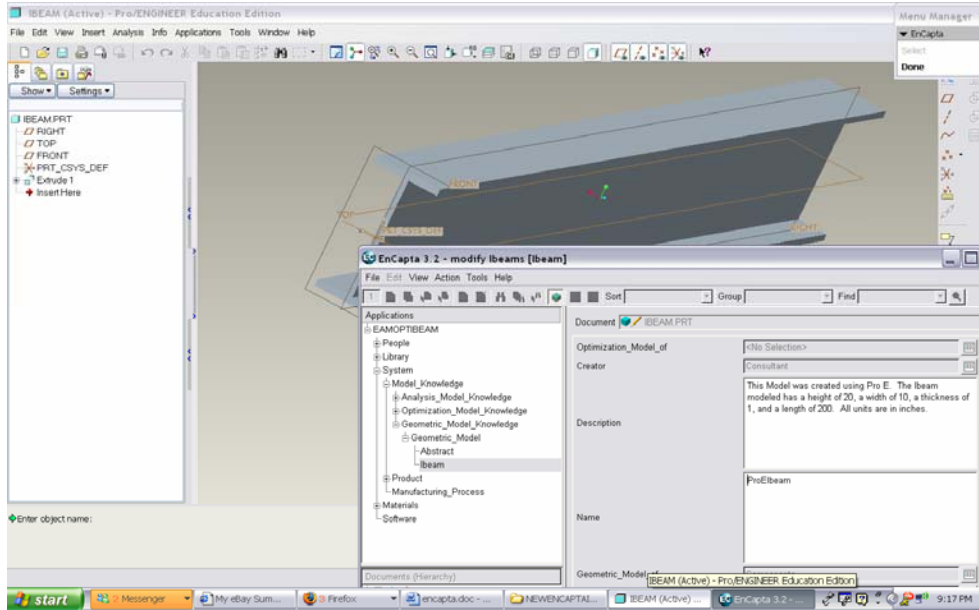 IBEAM (Active) - Pro/ENGINEER Education Edition
File Edit View Insert Analysis Info Applications Tools Window Help
Menu Manager
EnCapta
Select
Done
Show Settings
IBEAM.PRT
RIGHT
TOP
FRONT
PRT_CSYS_DEF
Extrude 1
Insert Here
FRONT
TOP
PRT_CSYS_DEF
RIGHT
Enter object name:
EnCapta 3.2 - modify Ibeams [Ibeam]
File Edit View Action Tools Help
Sort Group Find
Applications
EAMOPTIBEAM
People
Library
System
Model_Knowledge
Analysis_Model_Knowledge
Optimization_Model_Knowledge
Geometric_Model_Knowledge
Geometric_Model
Abstract
Ibeam
Product
Manufacturing_Process
Materials
Software
Documents (Hierarchy)
Document IBEAM.PRT
Optimization_Model_of <No Selection>
Creator Consultant
Description
This Model was created using Pro E. The Ibeam
modeled has a height of 20, a width of 10, a thickness of
1, and a length of 200. All units are in inches.
Name
ProEIbeam
Geometric_Model_of
IBEAM (Active) - Pro/ENGINEER Education Edition
start
2 Messenger
My eBay Sum...
3 Firefox
encapta.doc - ...
NEWENCAPTAI...
IBEAM (Active) ...
EnCapta 3.2 - ...
9:17 PM